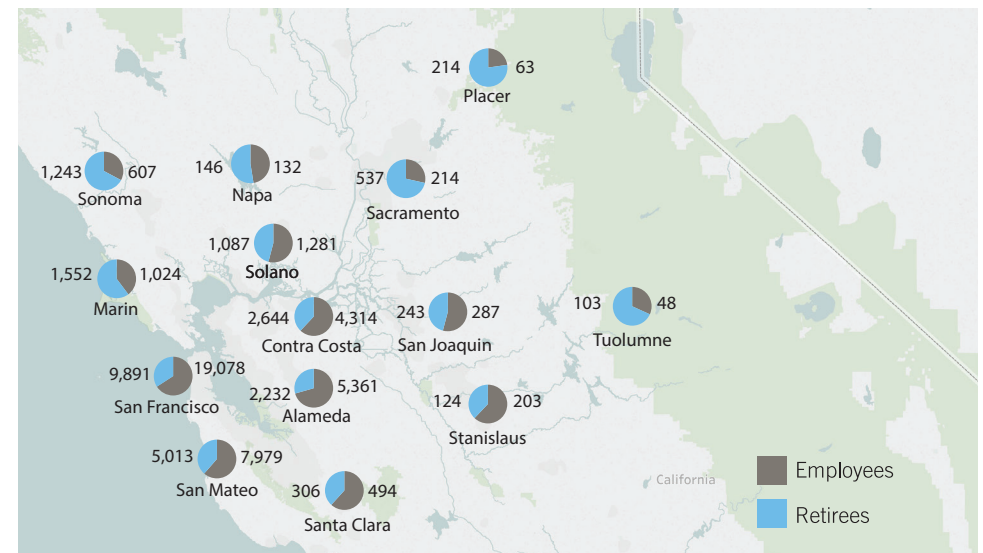 214 63
Placer
1,243 607
Sonoma
146 132
Napa
537 214
Sacramento
1,087 1,281
Solano
1,552 1,024
Marin
2,644 4,314
Contra Costa
243 287
San Joaquin
103 48
Tuolumne
9,891 19,078
San Francisco
2,232 5,361
Alameda
124 203
Stanislaus
5,013 7,979
San Mateo
306 494
Santa Clara
California
Employees
Retirees